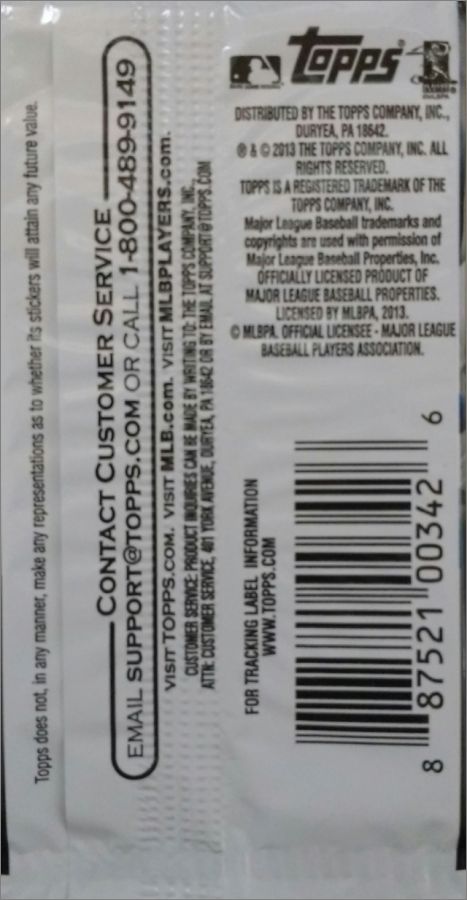 Topps does not, in any manner, make any representations as to whether its stickers will attain any future value.
CONTACT CUSTOMER SERVICE
EMAIL SUPPORT@TOPPS.COM OR CALL 1-800-489-9149
VISIT TOPPS.COM. VISIT MLB.com. VISIT MLBPLAYERS.com.
CUSTOMER SERVICE: PRODUCT INQUIRIES CAN BE MADE BY WRITING TO: THE TOPPS COMPANY, INC.,
ATTN: CUSTOMER SERVICE, 401 YORK AVENUE, DURYEA, PA 18642 OR BY EMAIL AT SUPPORT@TOPPS.COM
TOPPS
DISTRIBUTED BY THE TOPPS COMPANY, INC.,
DURYEA, PA 18642.
® & © 2013 THE TOPPS COMPANY, INC. ALL
RIGHTS RESERVED.
TOPPS IS A REGISTERED TRADEMARK OF THE
TOPPS COMPANY, INC.
Major League Baseball trademarks and
copyrights are used with permission of
Major League Baseball Properties, Inc.
OFFICIALLY LICENSED PRODUCT OF
MAJOR LEAGUE BASEBALL PROPERTIES.
LICENSED BY MLBPA, 2013.
© MLBPA. OFFICIAL LICENSEE - MAJOR LEAGUE
BASEBALL PLAYERS ASSOCIATION.
FOR TRACKING LABEL INFORMATION
WWW.TOPPS.COM
8 87521 00342 6